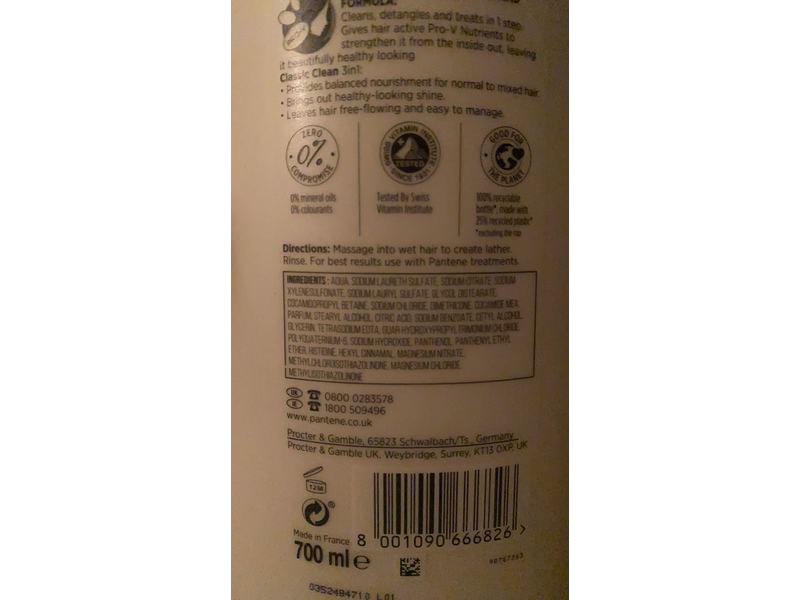 FORMULA:
Cleans, detangles and treats in 1 step.
Gives hair active Pro-V Nutrients to
strengthen it from the inside out, leaving
it beautifully healthy looking
Classic Clean 3in1:
• Provides balanced nourishment for normal to mixed hair.
• Brings out healthy-looking shine.
• Leaves hair free-flowing and easy to manage.
ZERO
0%
COMPROMISE
0% mineral oils
0% colourants
VITAMIN INSTITUTE
TESTED
SINCE 1931
Tested By Swiss
Vitamin Institute
GOOD FOR
THE PLANET
100% recyclable
bottle*, made with
25% recycled plastic*
*excluding the cap
Directions: Massage into wet hair to create lather.
Rinse. For best results use with Pantene treatments.
INGREDIENTS: AQUA, SODIUM LAURETH SULFATE, SODIUM CITRATE, SODIUM
XYLENESULFONATE, SODIUM LAURYL SULFATE, GLYCOL DISTEARATE,
COCAMIDOPROPYL BETAINE, SODIUM CHLORIDE, DIMETHICONE, COCAMIDE MEA,
PARFUM, STEARYL ALCOHOL, CITRIC ACID, SODIUM BENZOATE, CETYL ALCOHOL,
GLYCERIN, TETRASODIUM EDTA, GUAR HYDROXYPROPYLTRIMONIUM CHLORIDE,
POLYQUATERNIUM-6, SODIUM HYDROXIDE, PANTHENOL, PANTHENYL ETHYL
ETHER, HISTIDINE, HEXYL CINNAMAL, MAGNESIUM NITRATE,
METHYLCHLOROISOTHIAZOLINONE, MAGNESIUM CHLORIDE,
METHYLISOTHIAZOLINONE
UK 0800 0283578
IE 1800 509496
www.pantene.co.uk
Procter & Gamble, 65823 Schwalbach/Ts., Germany
Procter & Gamble UK, Weybridge, Surrey, KT13 0XP, UK
12M
Made in France
700 ml e
8 001090 666826 >
90767363
0352484710 L01